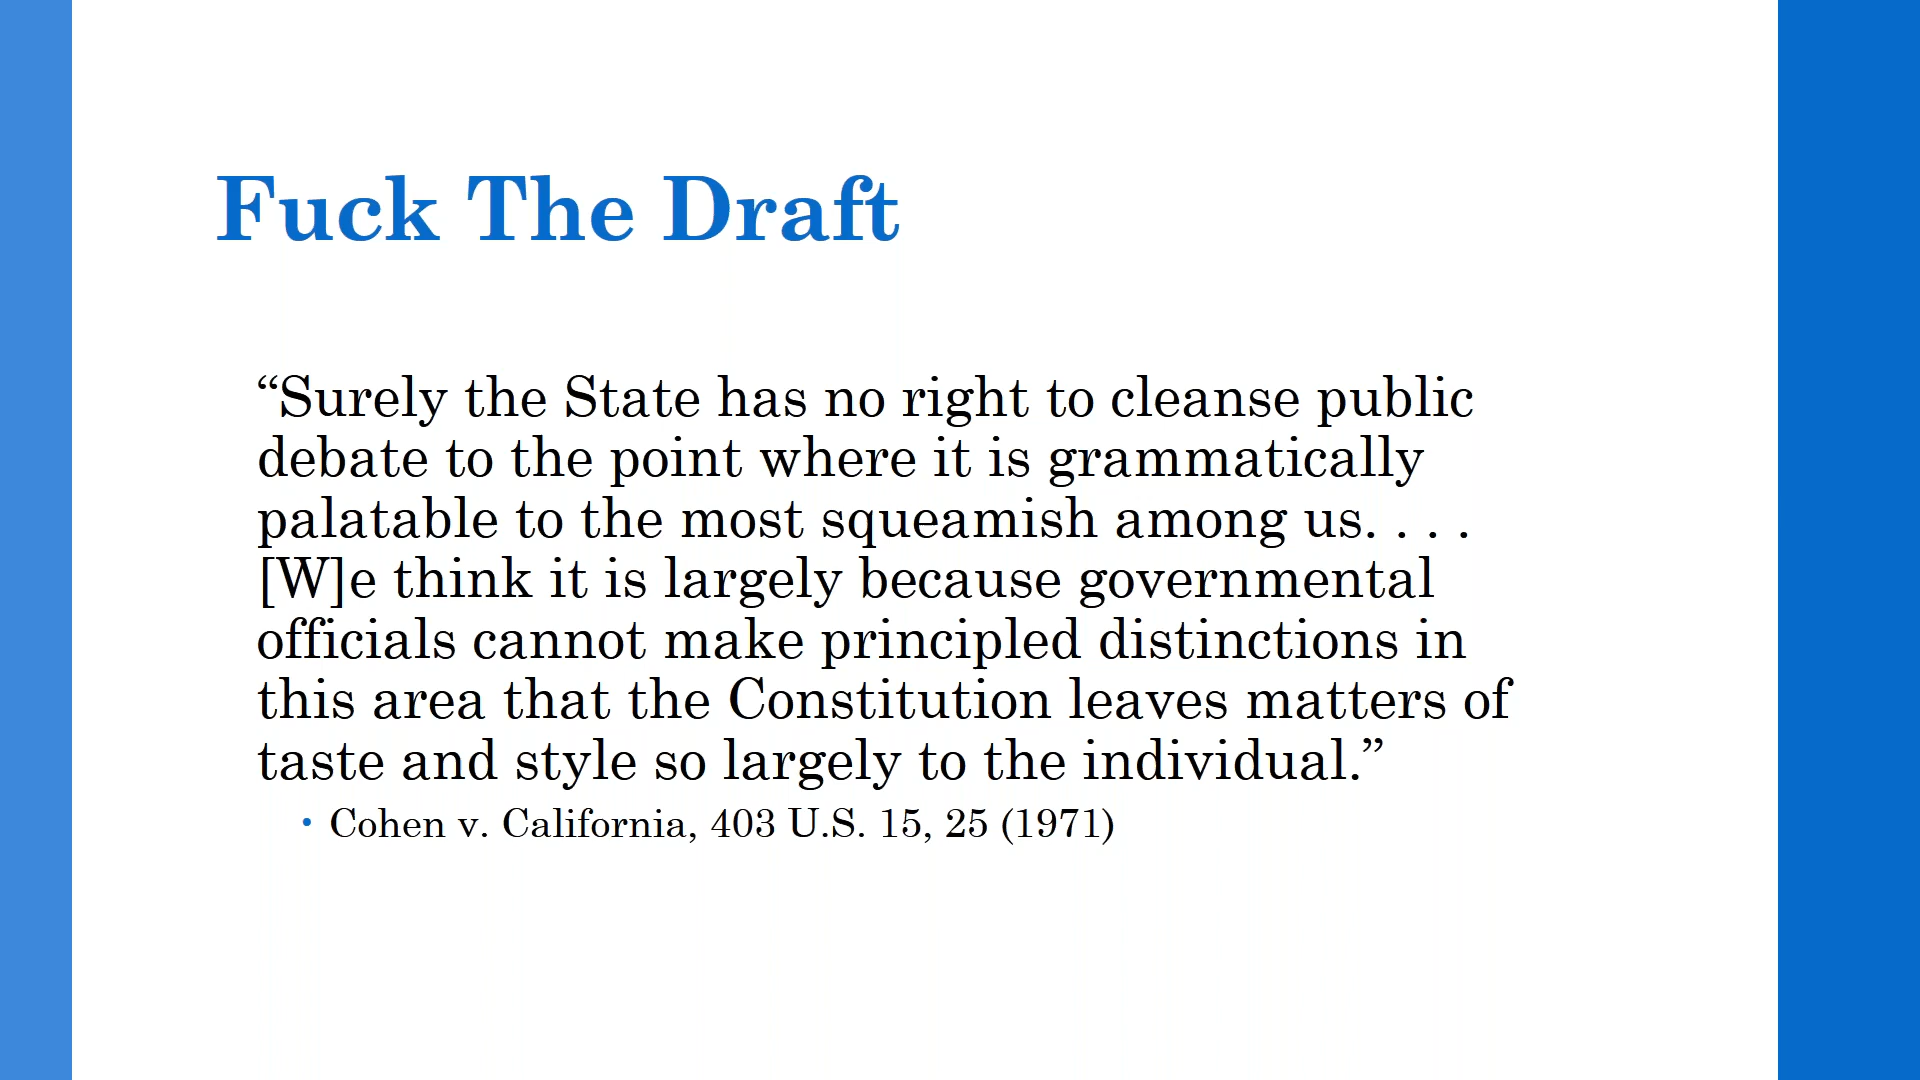 Fuck The Draft
“Surely the State has no right to cleanse public
debate to the point where it is grammatically
palatable to the most squeamish among us. . . .
[W]e think it is largely because governmental
officials cannot make principled distinctions in
this area that the Constitution leaves matters of
taste and style so largely to the individual.”
• Cohen v. California, 403 U.S. 15, 25 (1971)